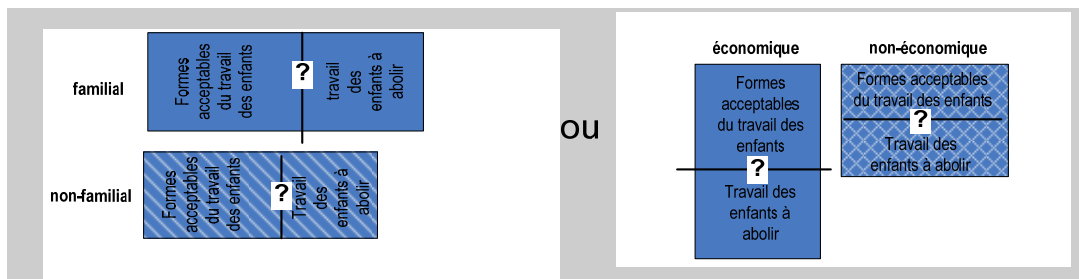 familial
Formes
acceptables
du travail
des enfants
?
travail
des
enfants à
abolir
non-familial
Formes
acceptables
du travail
des enfants
?
Travail
des
enfants à
abolir
ou
économique
Formes
acceptables
du travail des
enfants
?
Travail des
enfants à
abolir
non-économique
Formes acceptables
du travail des enfants
?
Travail des
enfants à abolir